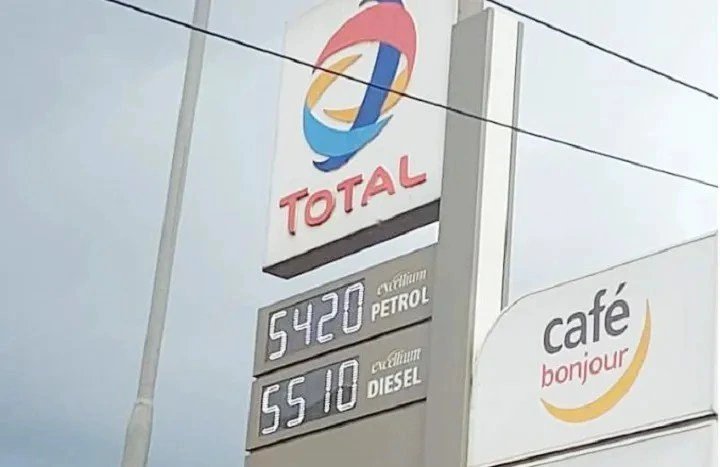 TOTAL
5420 excellium PETROL
5510 excellium DIESEL
café
bonjour